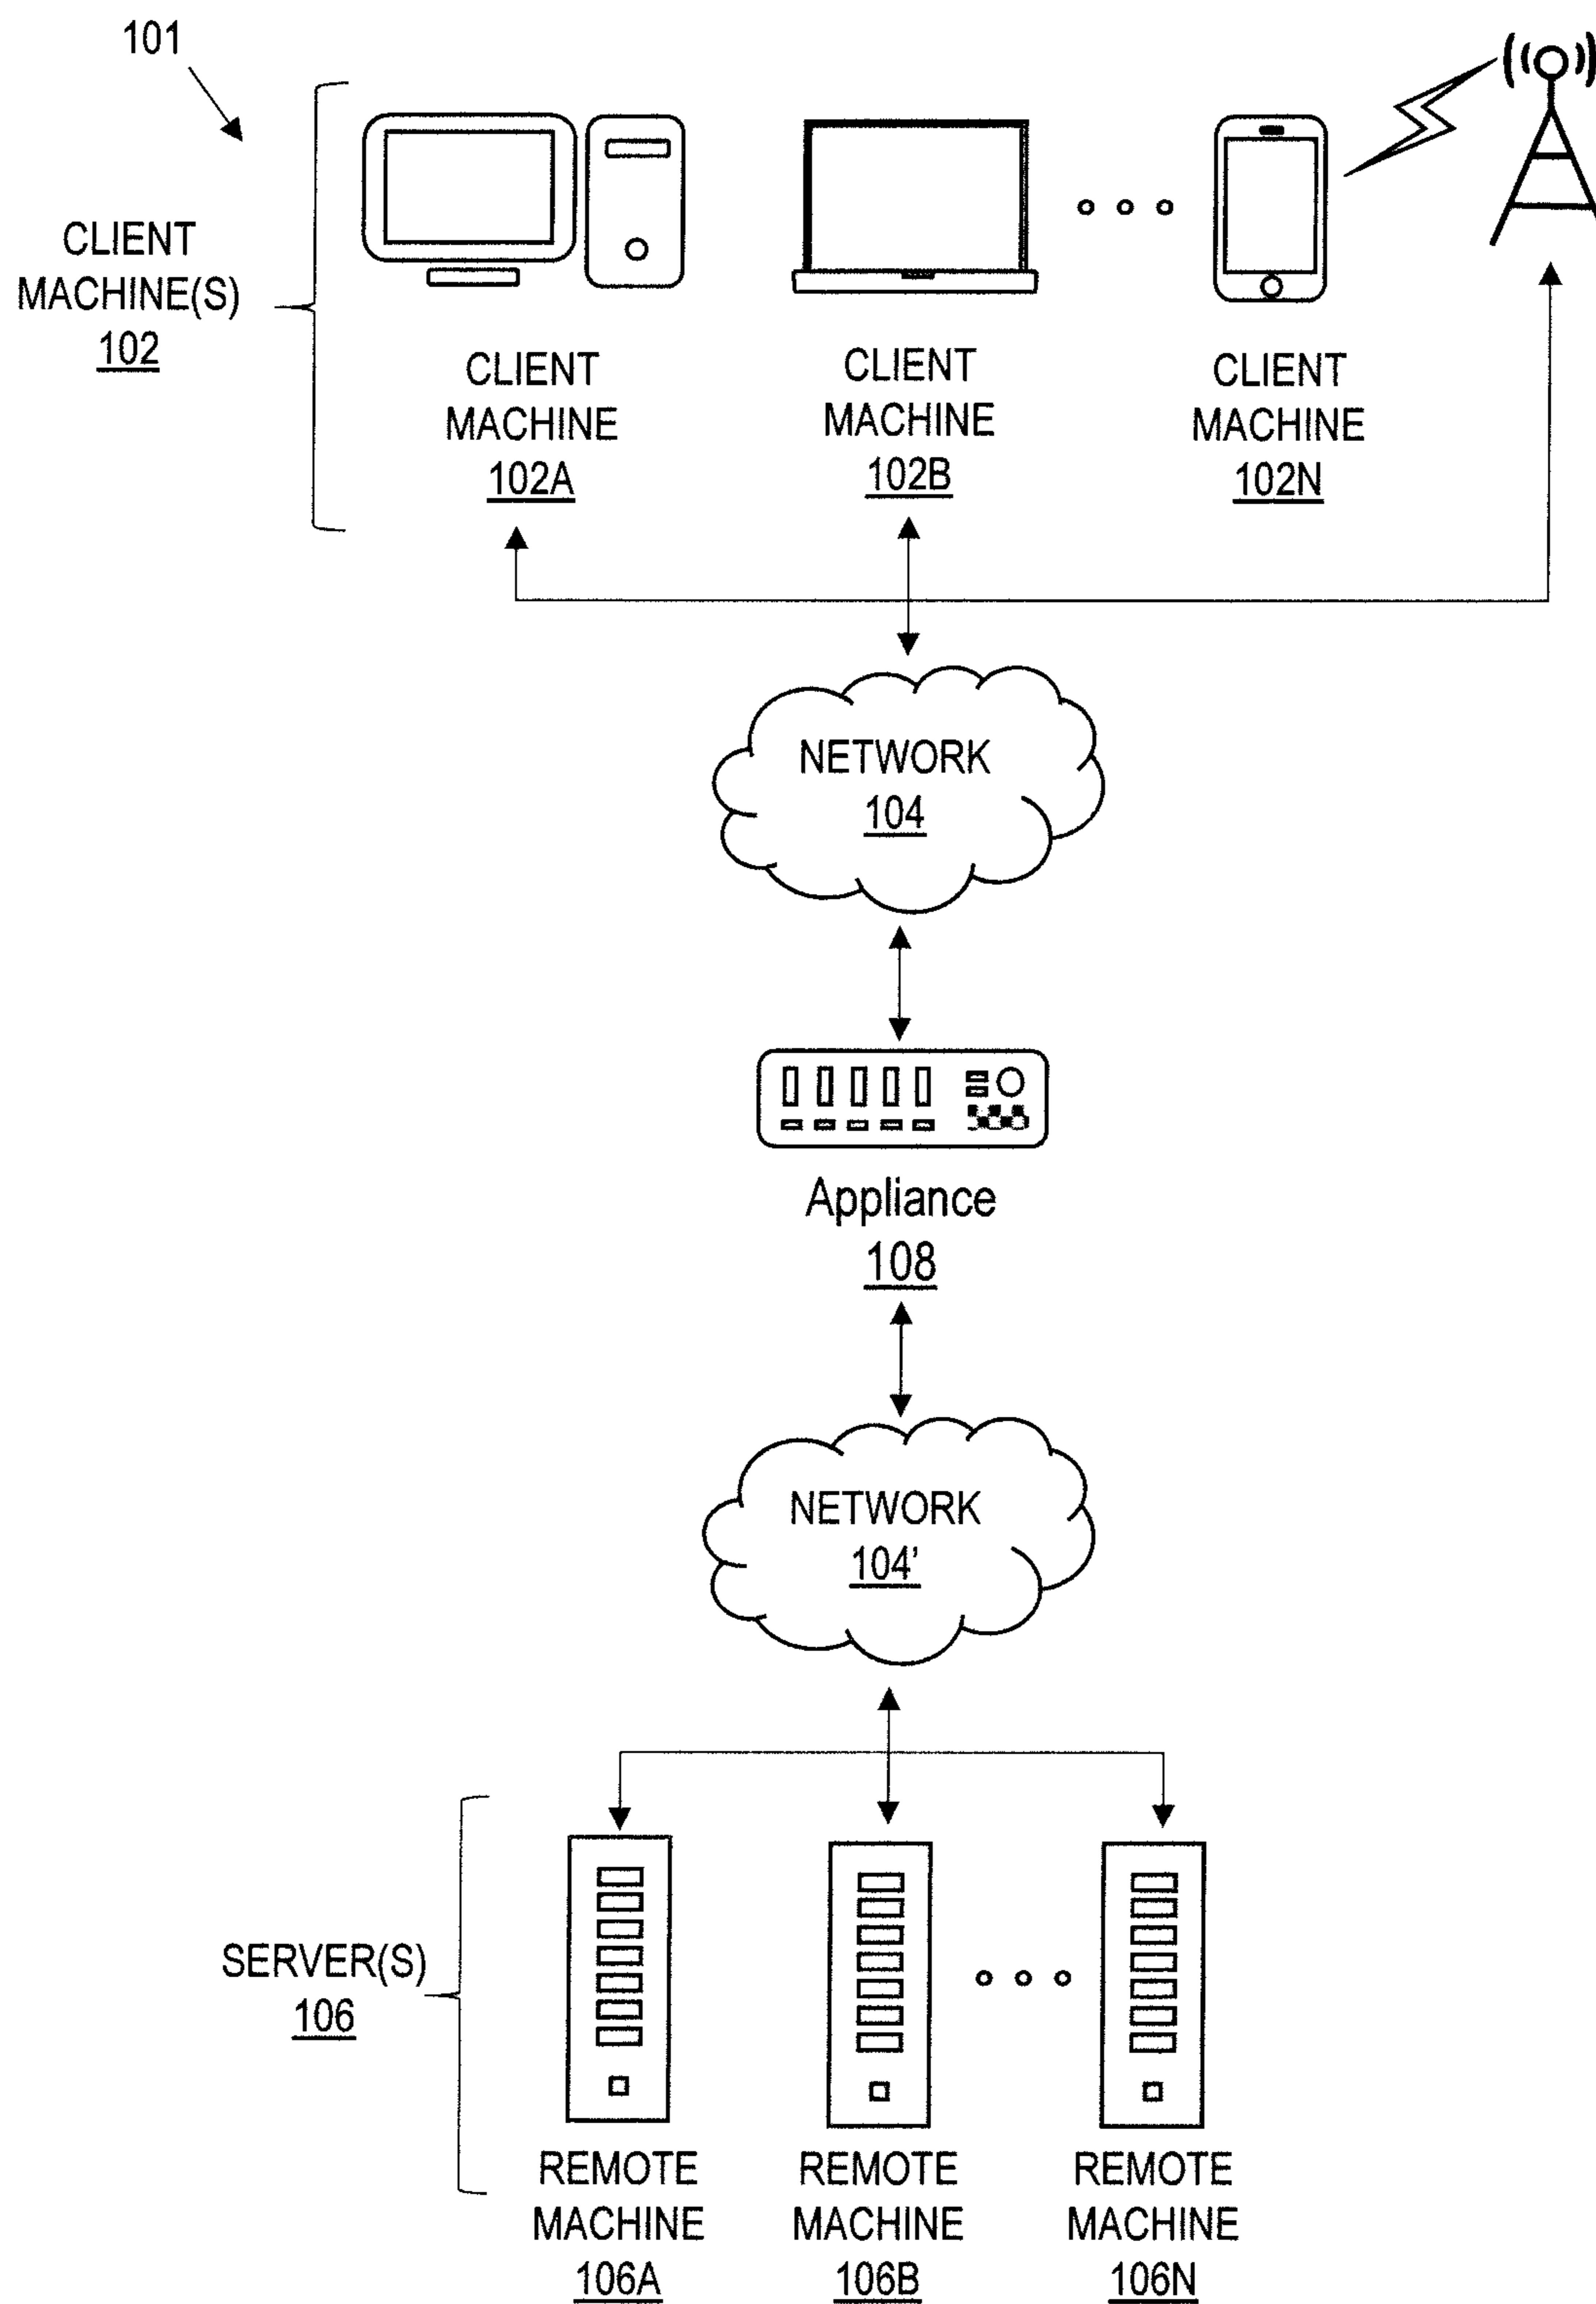 101
CLIENT
MACHINE(S)
102
CLIENT
MACHINE
102A
CLIENT
MACHINE
102B
CLIENT
MACHINE
102N
NETWORK
104
Appliance
108
NETWORK
104'
SERVER(S)
106
REMOTE
MACHINE
106A
REMOTE
MACHINE
106B
REMOTE
MACHINE
106N